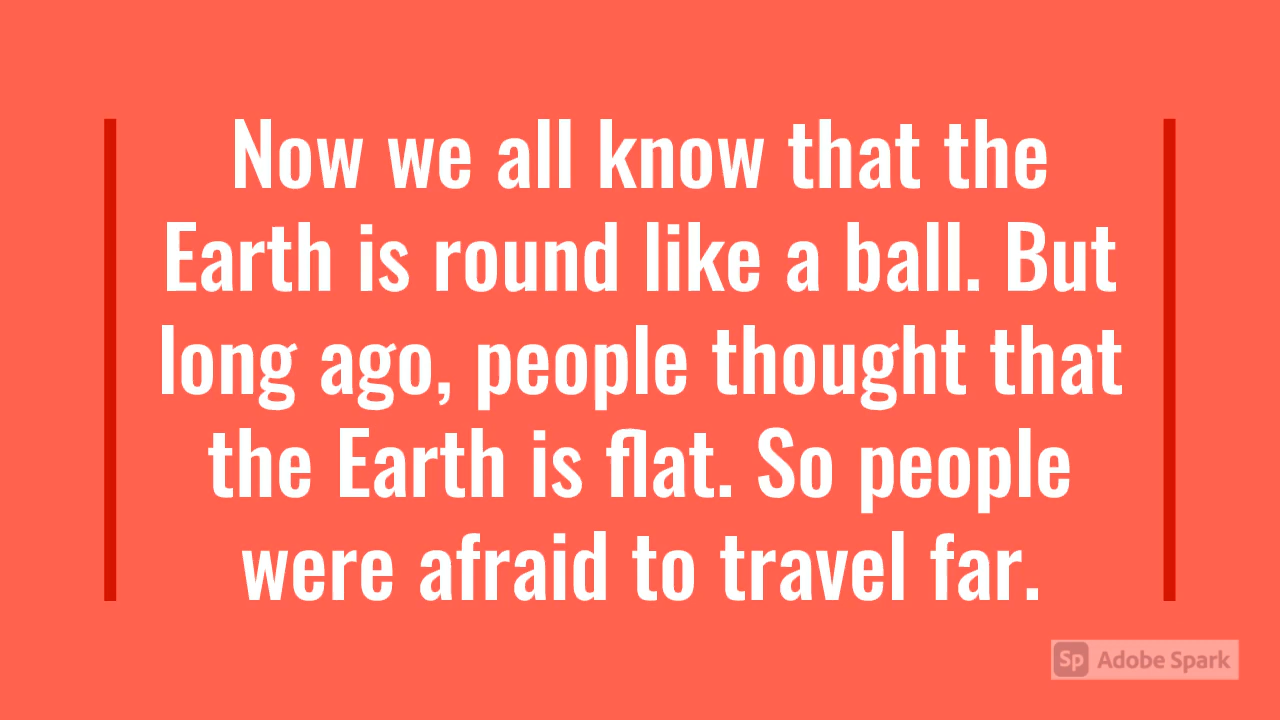 Now we all know that the
Earth is round like a ball. But
long ago, people thought that
the Earth is flat. So people
were afraid to travel far.
Sp Adobe Spark